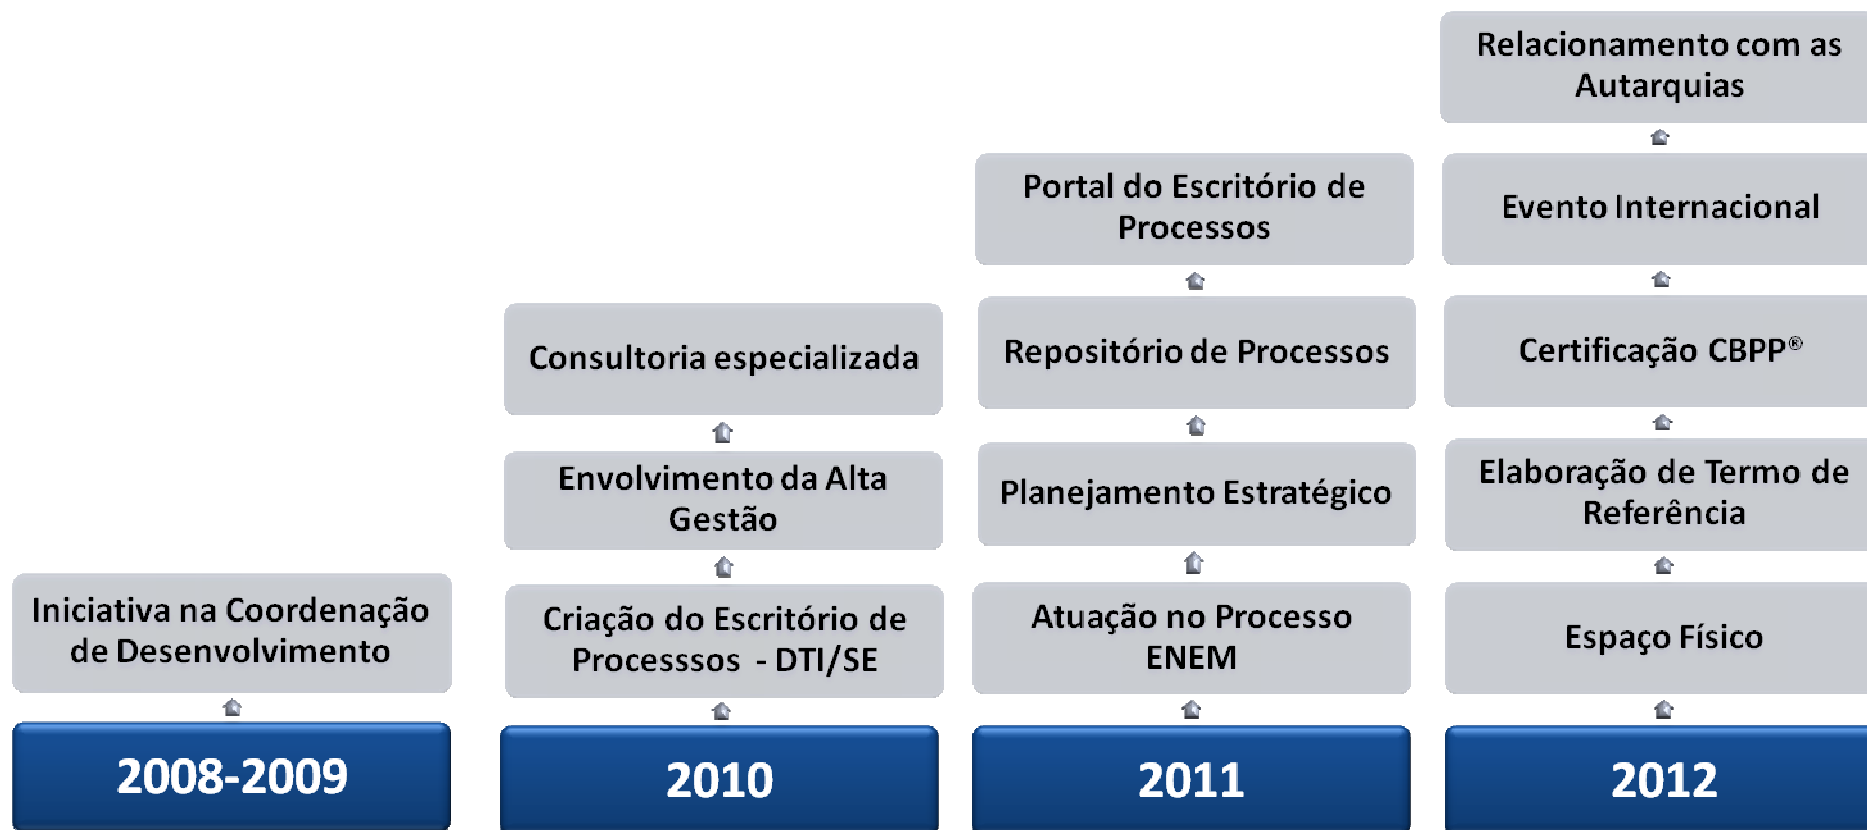 Relacionamento com as
Autarquias
Portal do Escritório de
Processos
Evento Internacional
Consultoria especializada
Repositório de Processos
Certificação CBPP®
Envolvimento da Alta
Gestão
Planejamento Estratégico
Elaboração de Termo de
Referência
Iniciativa na Coordenação
de Desenvolvimento
Criação do Escritório de
Processsos - DTI/SE
Atuação no Processo
ENEM
Espaço Físico
2008-2009
2010
2011
2012